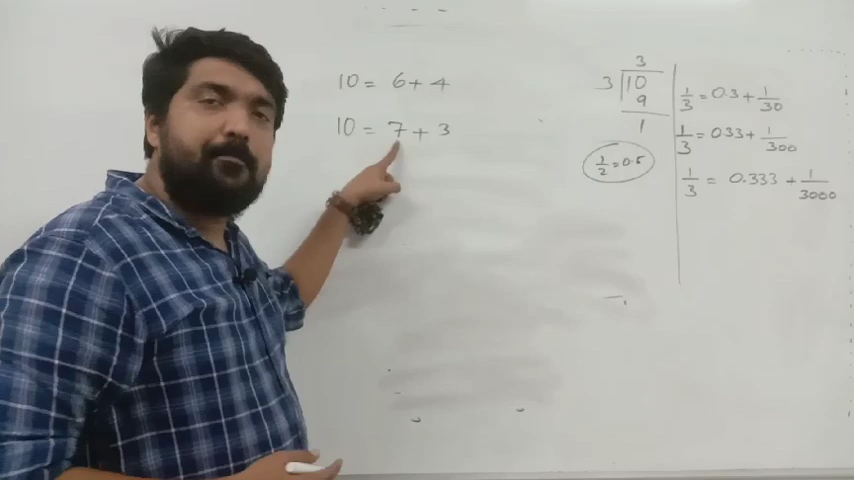 10 = 6 + 4
10 = 7 + 3
3
3 10
9
1
1/2 = 0.5
1/3 = 0.3 + 1/30
1/3 = 0.33 + 1/300
1/3 = 0.333 + 1/3000